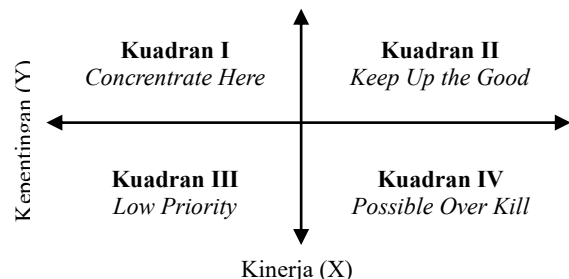 Kuadran I
Concrentrate Here
Kuadran II
Keep Up the Good
Kepentingan (Y)
Kuadran III
Low Priority
Kuadran IV
Possible Over Kill
Kinerja (X)